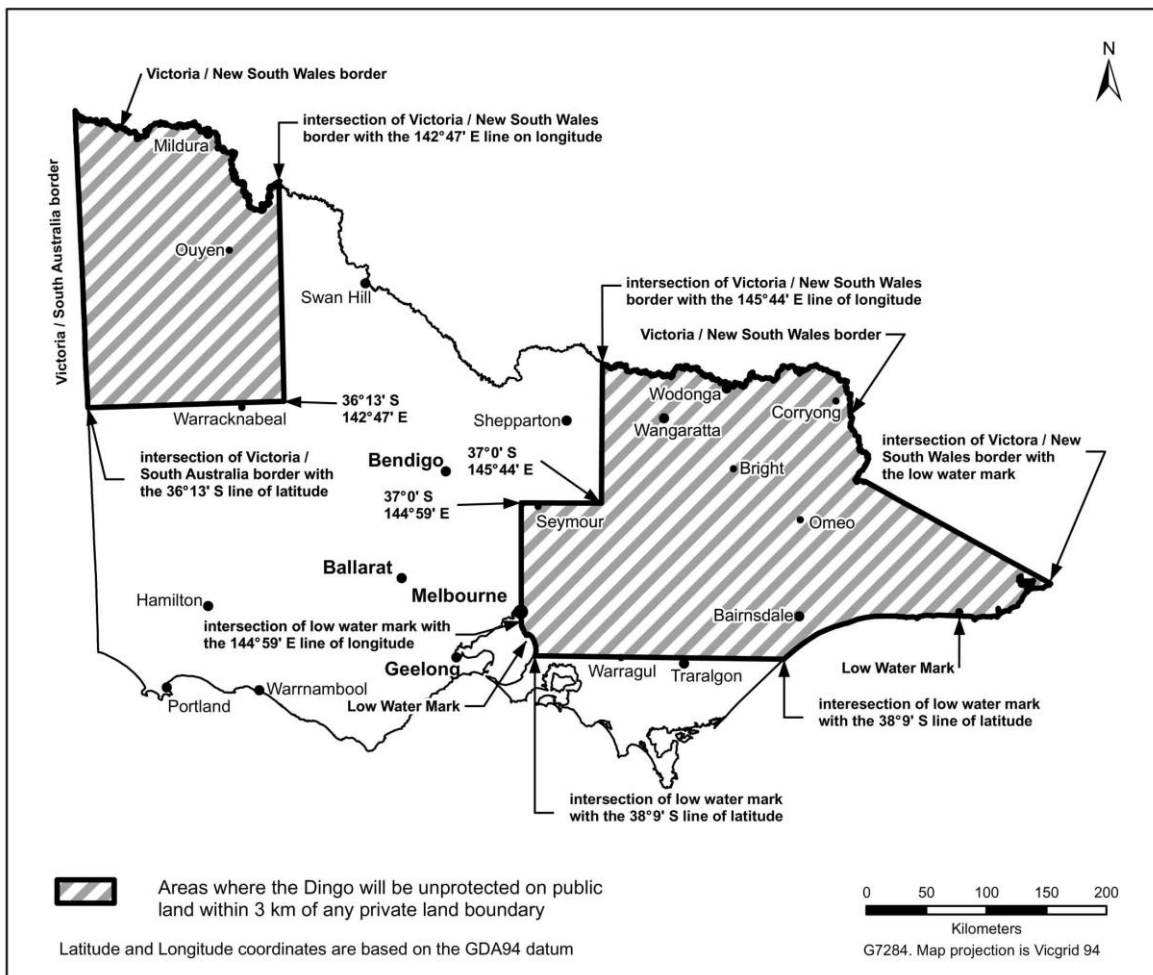 N
Victoria / New South Wales border
intersection of Victoria / New South Wales
border with the 142°47' E line on longitude
Mildura
Victoria / South Australia border
Ouyen
Swan Hill
intersection of Victoria / New South Wales
border with the 145°44' E line of longitude
Victoria / New South Wales border
Wodonga
Corryong
36°13' S
142°47' E
Warracknabeal
Shepparton
Wangaratta
intersection of Victora / New
South Wales border with
the low water mark
intersection of Victoria /
South Australia border with
the 36°13' S line of latitude
Bendigo
37°0' S
145°44' E
Bright
37°0' S
144°59' E
Seymour
Omeo
Ballarat
Hamilton
Melbourne
Bairnsdale
intersection of low water mark with
the 144°59' E line of longitude
Geelong
Warragul
Traralgon
Low Water Mark
Portland
Warrnambool
Low Water Mark
interesection of low water mark
with the 38°9' S line of latitude
intersection of low water mark
with the 38°9' S line of latitude
Areas where the Dingo will be unprotected on public
land within 3 km of any private land boundary
Latitude and Longitude coordinates are based on the GDA94 datum
0 50 100 150 200
Kilometers
G7284. Map projection is Vicgrid 94